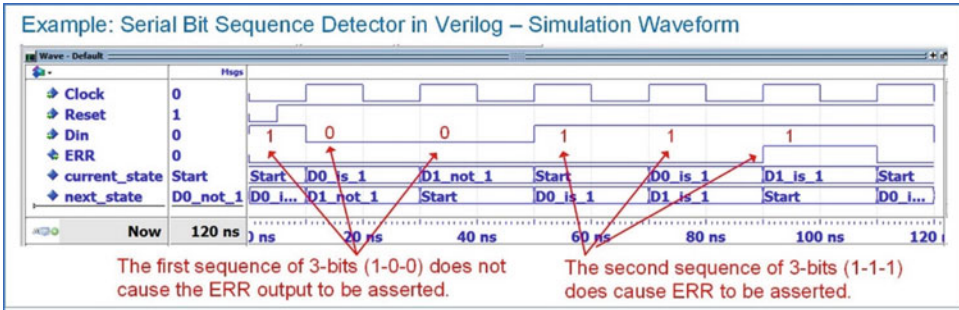 Example: Serial Bit Sequence Detector in Verilog – Simulation Waveform
Wave - Default
Msgs
Clock 0
Reset 1
Din 0 1 0 0 1 1 1
ERR 0
current_state Start Start D0_is_1 D1_not_1 Start D0_is_1 D1_is_1 Start
next_state D0_not_1 D0_i... D1_not_1 Start D0_is_1 D1_is_1 Start D0_i...
Now 120 ns 0 ns 20 ns 40 ns 60 ns 80 ns 100 ns 120
The first sequence of 3-bits (1-0-0) does not
cause the ERR output to be asserted.
The second sequence of 3-bits (1-1-1)
does cause ERR to be asserted.